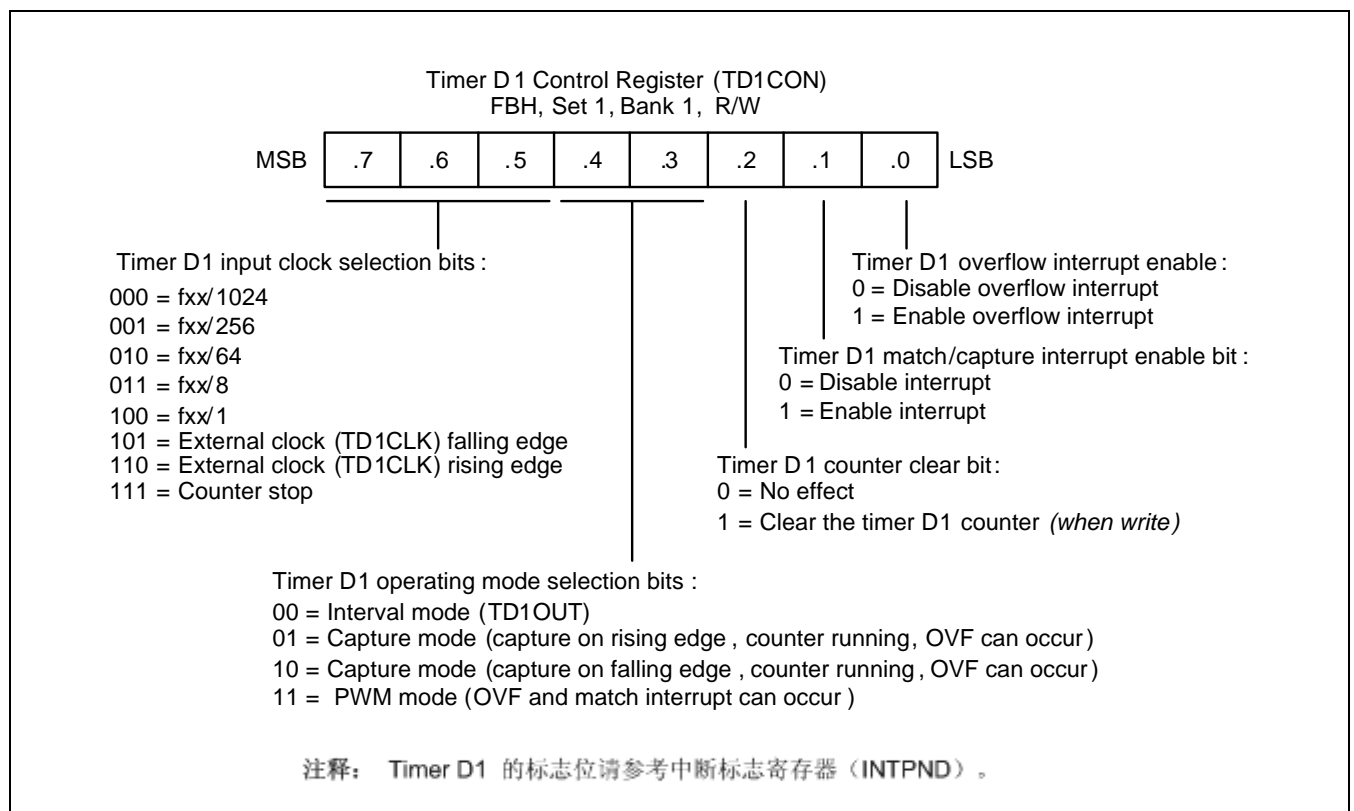 Timer D1 Control Register (TD1CON)
FBH, Set 1, Bank 1, R/W
MSB .7 .6 .5 .4 .3 .2 .1 .0 LSB
Timer D1 input clock selection bits :
000 = fxx/1024
001 = fxx/256
010 = fxx/64
011 = fxx/8
100 = fxx/1
101 = External clock (TD1CLK) falling edge
110 = External clock (TD1CLK) rising edge
111 = Counter stop
Timer D1 overflow interrupt enable :
0 = Disable overflow interrupt
1 = Enable overflow interrupt
Timer D1 match/capture interrupt enable bit :
0 = Disable interrupt
1 = Enable interrupt
Timer D1 counter clear bit:
0 = No effect
1 = Clear the timer D1 counter (when write)
Timer D1 operating mode selection bits :
00 = Interval mode (TD1OUT)
01 = Capture mode (capture on rising edge , counter running, OVF can occur)
10 = Capture mode (capture on falling edge , counter running , OVF can occur)
11 = PWM mode (OVF and match interrupt can occur )
注释： Timer D1 的标志位请参考中断标志寄存器（INTPND）。